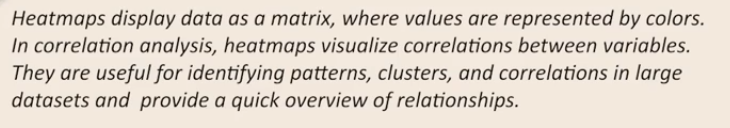 Heatmaps display data as a matrix, where values are represented by colors.
In correlation analysis, heatmaps visualize correlations between variables.
They are useful for identifying patterns, clusters, and correlations in large
datasets and  provide a quick overview of relationships.